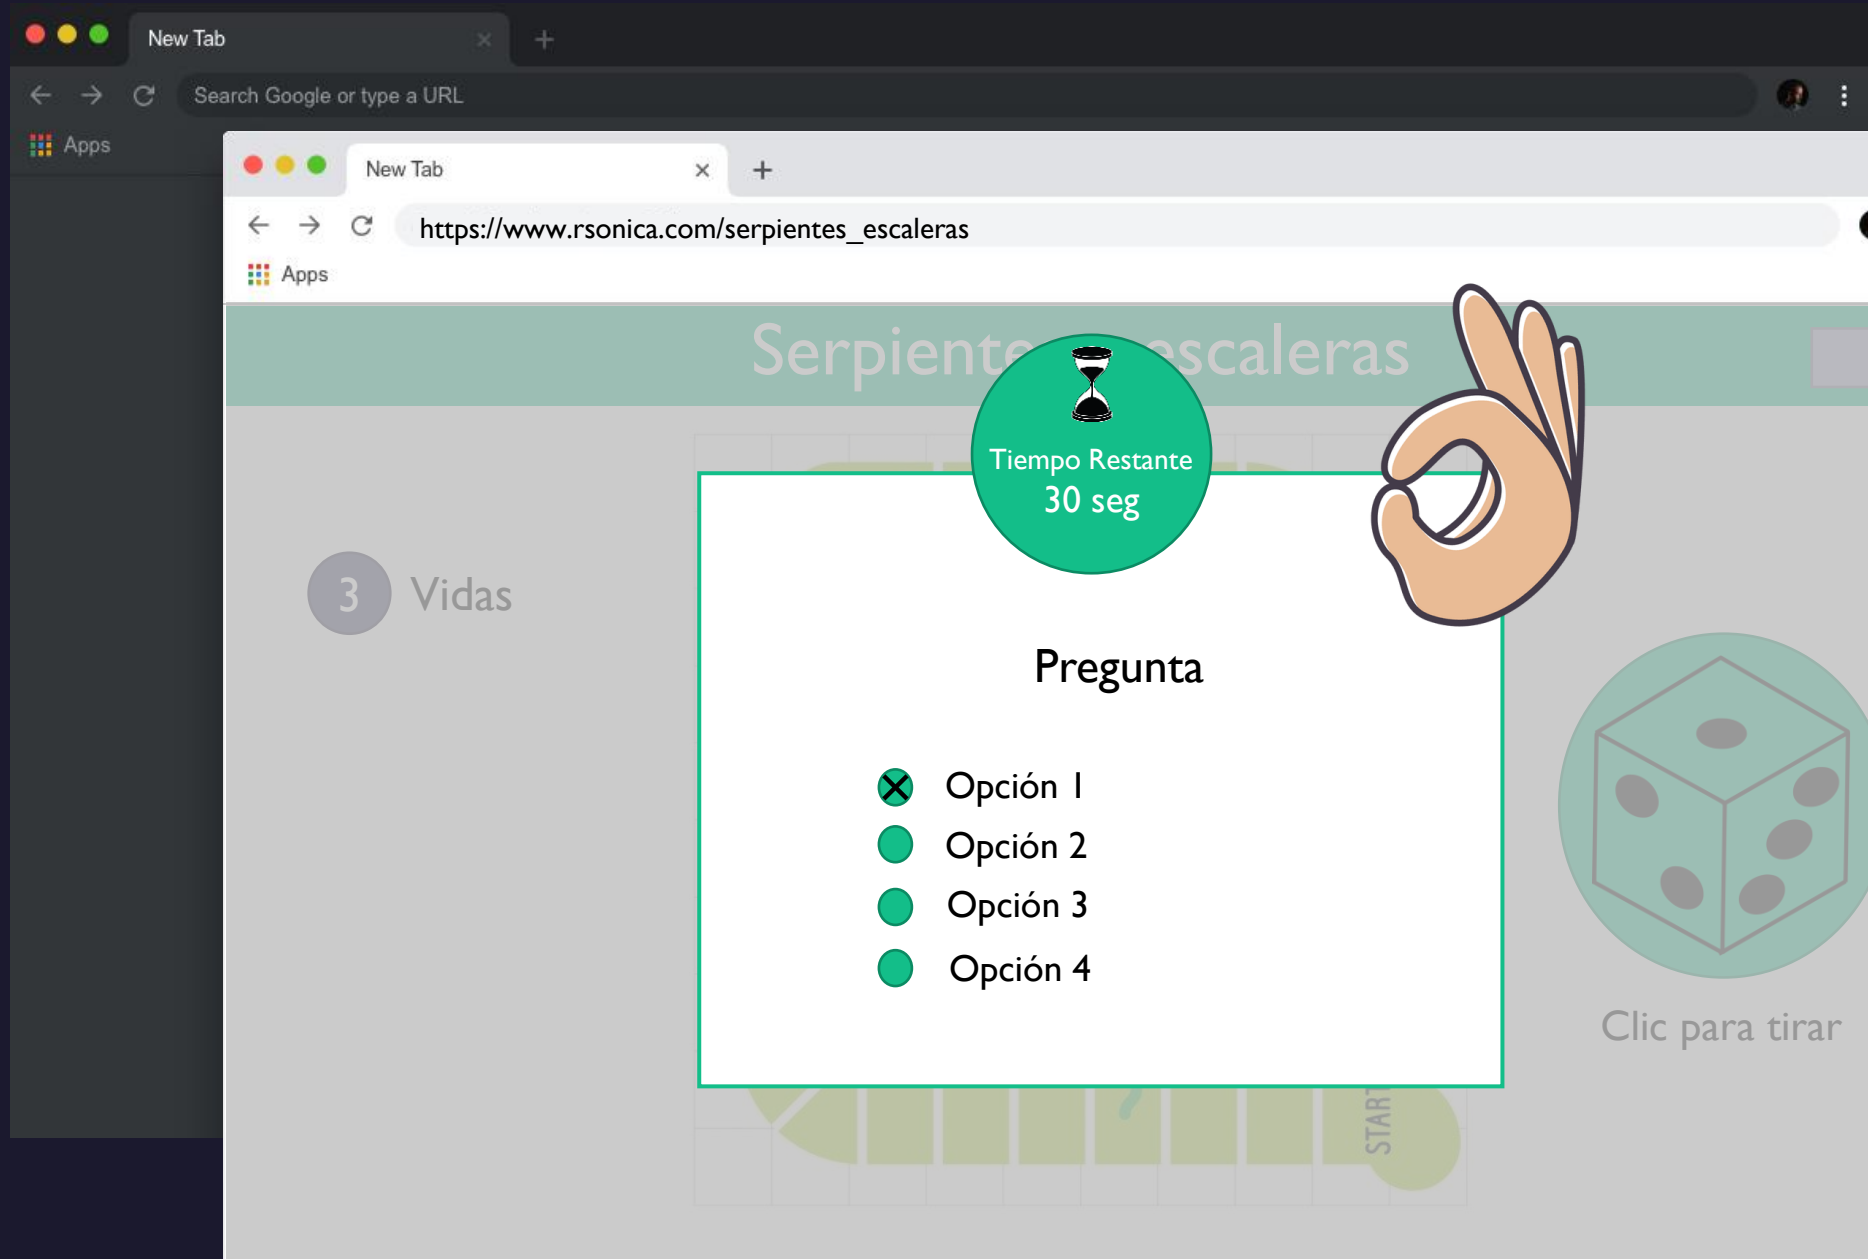 New Tab
Search Google or type a URL
Apps
New Tab
https://www.rsonica.com/serpientes_escaleras
Apps
Serpientes escaleras
Tiempo Restante
30 seg
3 Vidas
Pregunta
Opción 1
Opción 2
Opción 3
Opción 4
Clic para tirar
START